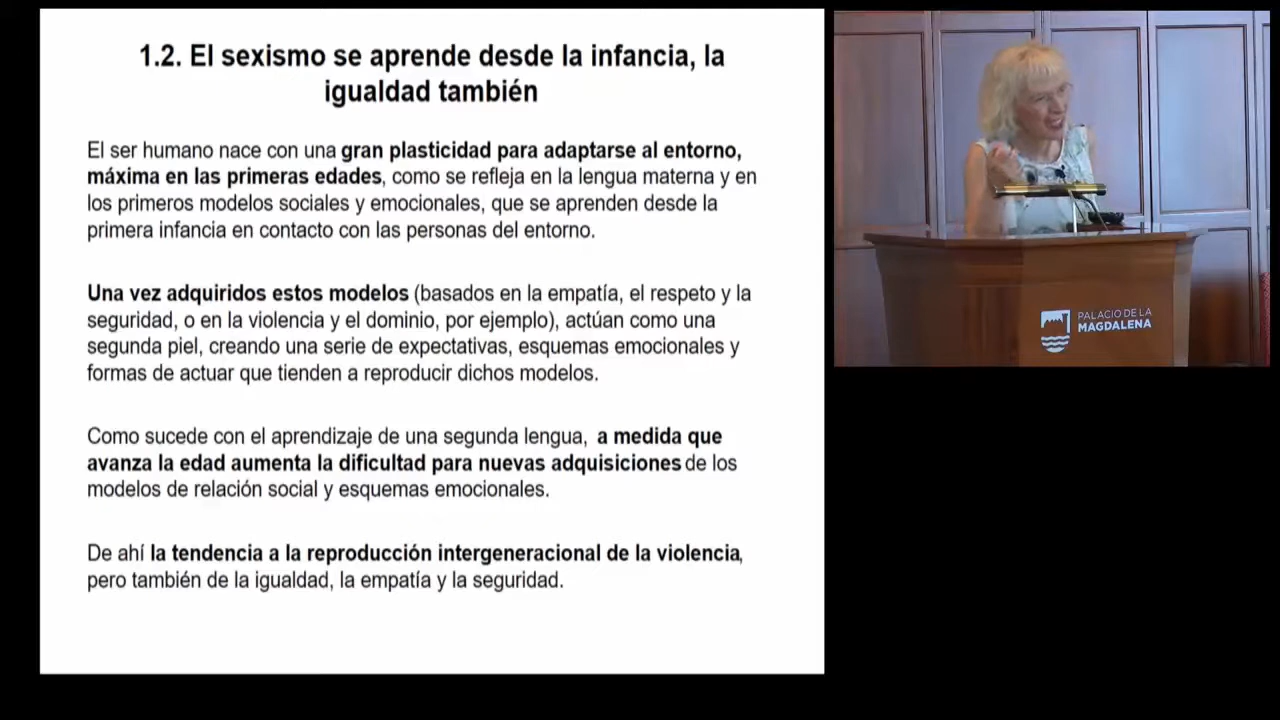 1.2. El sexismo se aprende desde la infancia, la
igualdad también
El ser humano nace con una gran plasticidad para adaptarse al entorno,
máxima en las primeras edades, como se refleja en la lengua materna y en
los primeros modelos sociales y emocionales, que se aprenden desde la
primera infancia en contacto con las personas del entorno.
Una vez adquiridos estos modelos (basados en la empatía, el respeto y la
seguridad, o en la violencia y el dominio, por ejemplo), actúan como una
segunda piel, creando una serie de expectativas, esquemas emocionales y
formas de actuar que tienden a reproducir dichos modelos.
Como sucede con el aprendizaje de una segunda lengua, a medida que
avanza la edad aumenta la dificultad para nuevas adquisiciones de los
modelos de relación social y esquemas emocionales.
De ahí la tendencia a la reproducción intergeneracional de la violencia,
pero también de la igualdad, la empatía y la seguridad.
PALACIO DE LA
MAGDALENA